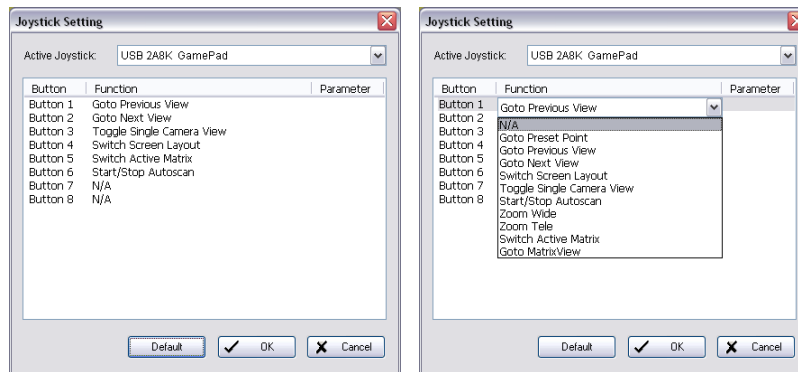 Joystick Setting
Active Joystick: USB 2A8K GamePad
Button Function Parameter
Button 1 Goto Previous View
Button 2 Goto Next View
Button 3 Toggle Single Camera View
Button 4 Switch Screen Layout
Button 5 Switch Active Matrix
Button 6 Start/Stop Autoscan
Button 7 N/A
Button 8 N/A
Default OK Cancel
Joystick Setting
Active Joystick: USB 2A8K GamePad
Button Function Parameter
Button 1 Goto Previous View
Button 2
Button 3
Button 4
Button 5
Button 6
Button 7
Button 8
N/A
Goto Preset Point
Goto Previous View
Goto Next View
Switch Screen Layout
Toggle Single Camera View
Start/Stop Autoscan
Zoom Wide
Zoom Tele
Switch Active Matrix
Goto MatrixView
Default OK Cancel